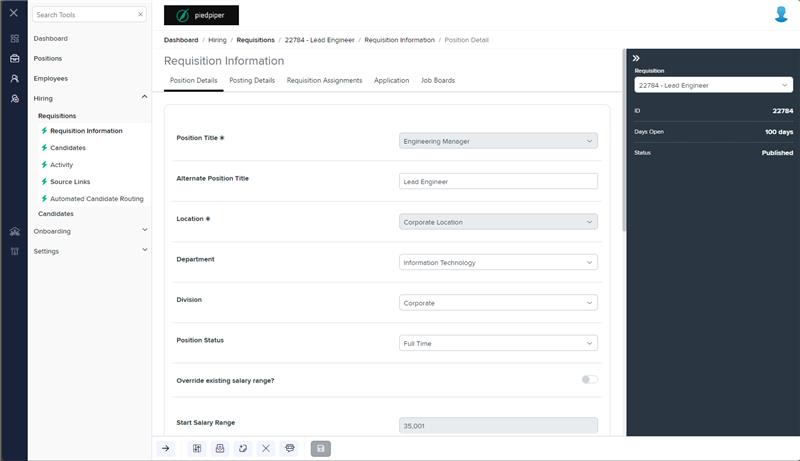 Search Tools
Dashboard
Positions
Employees
Hiring
Requisitions
Requisition Information
Candidates
Activity
Source Links
Automated Candidate Routing
Candidates
Onboarding
Settings
piedpiper
Dashboard / Hiring / Requisitions / 22784 - Lead Engineer / Requisition Information / Position Detail
Requisition Information
Position Details Posting Details Requisition Assignments Application Job Boards
Position Title * Engineering Manager
Alternate Position Title Lead Engineer
Location * Corporate Location
Department Information Technology
Division Corporate
Position Status Full Time
Override existing salary range?
Start Salary Range 35,001
Requisition
22784 - Lead Engineer
ID 22784
Days Open 100 days
Status Published